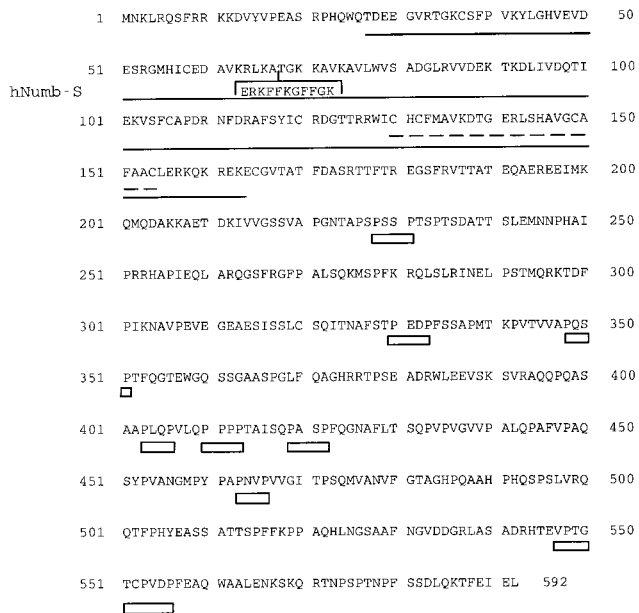 1 MNKLRQSFRR KKDVYVPEAS RPHQWQTDEE GVRTGKCSFP VKYLGHVEVD 50
51 ESRGMHICED AVKRLKATGK KAVKAVLWVS ADGLRVVDEK TKDLIVDQTI 100
hNumb-S ERKFFKGFFGK
101 EKVSFCAPDR NFDRAFSYIC RDGTTRRWIC HCFMAVKDTG ERLSHAVGCA 150
151 FAACLERKQK REKECGVTAT FDASRTTFTR EGSFRVTTAT EQAEREEIMK 200
201 QMQDAKKAET DKIVVGSSVA PGNTAPSPSS PTSPTSDATT SLEMNNPHAI 250
251 PRRHAPIEQL ARQGSFRGFP ALSQKMSPFK RQLSLRINEL PSTMQRKTDF 300
301 PIKNAVPEVE GEAESISSLC SQITNAFSTP EDPFSSAPMT KPVTVVAPQS 350
351 PTFQGTEWGQ SSGAASPGLF QAGHRRTPSE ADRWLEEVSK SVRAQQPQAS 400
401 AAPLQPVLQP PPPTAISQPA SPFQGNAFLT SQPVPVGVVP ALQPAFVPAQ 450
451 SYPVANGMPY PAPNVPVVGI TPSQMVANVF GTAGHPQAAH PHQSPSLVRQ 500
501 QTFPHYEASS ATTSPFFKPP AQHLNGSAAF NGVDDGRLAS ADRHTEVPTG 550
551 TCPVDPFEAQ WAALENKSKQ RTNPSPTNPF SSDLQKTFEI EL 592